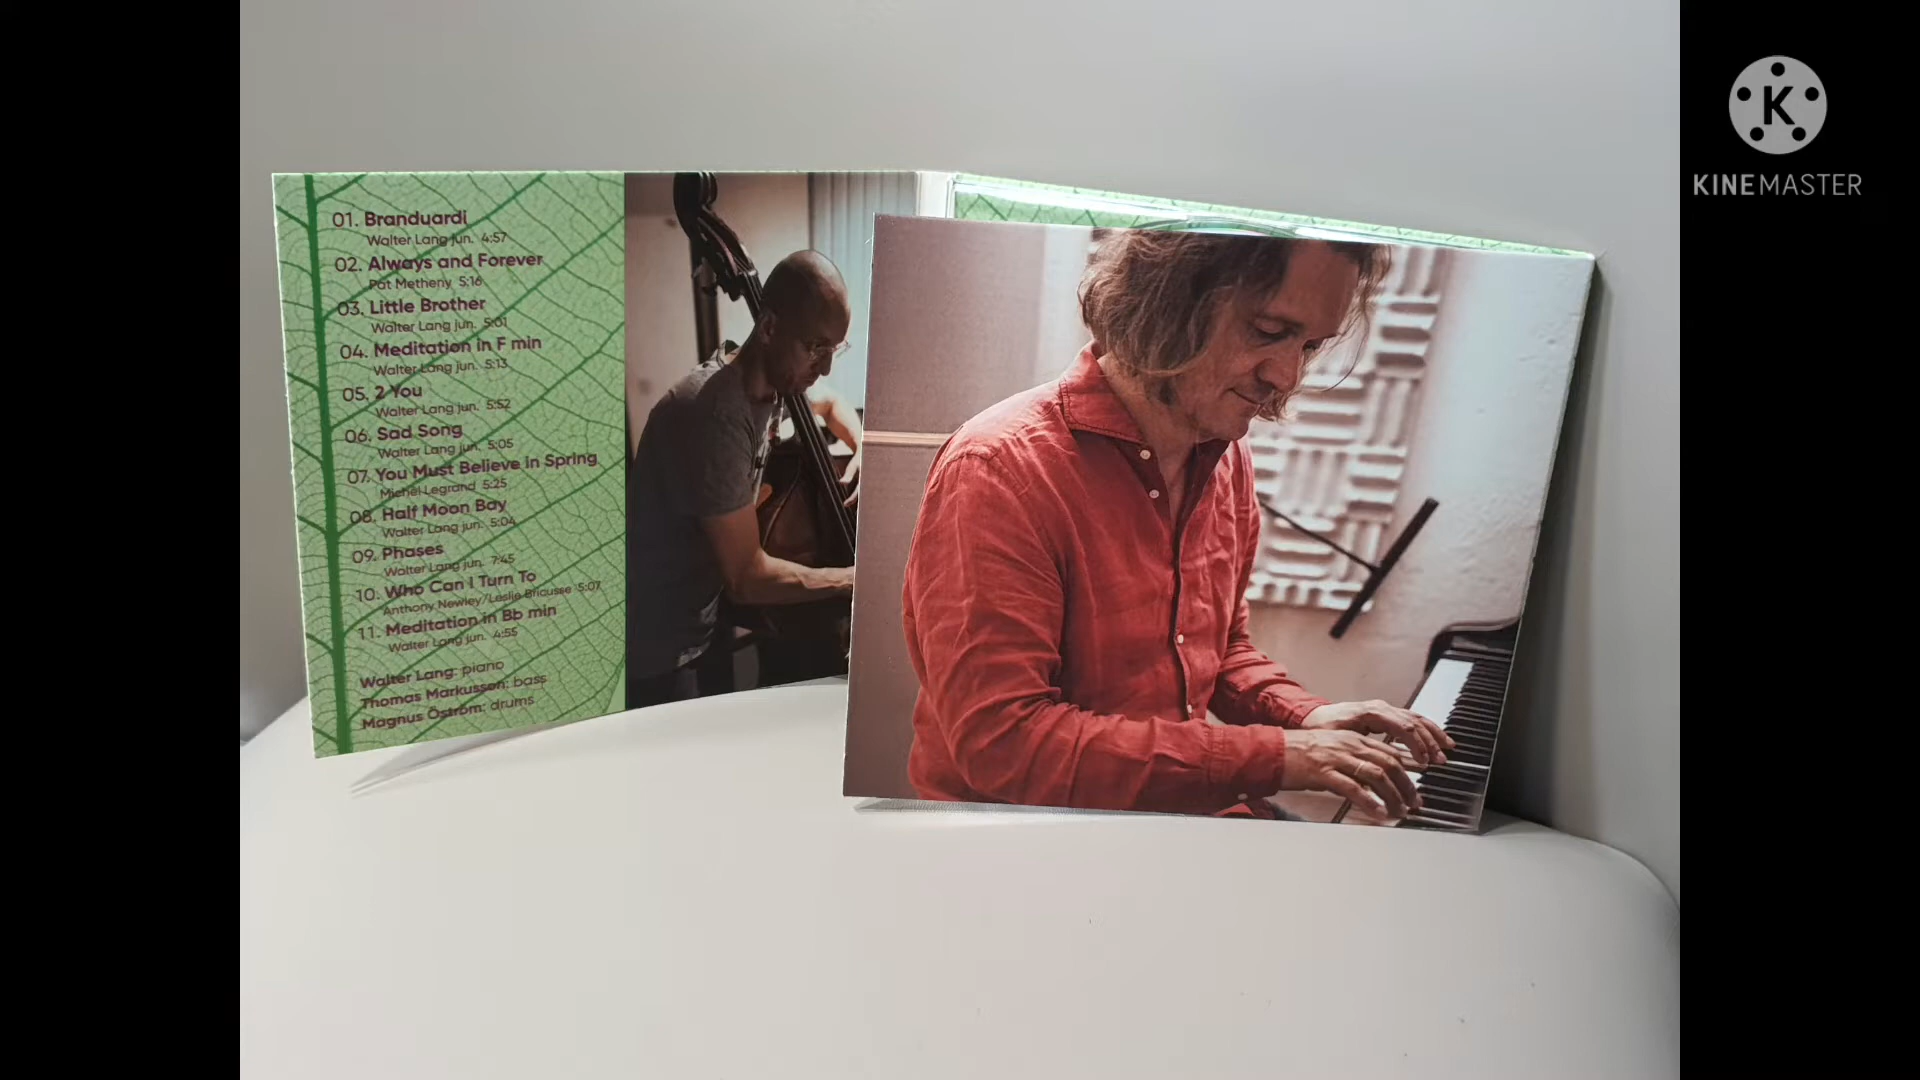 01. Branduardi
Walter Lang jun. 4:57
02. Always and Forever
Pat Metheny 5:16
03. Little Brother
Walter Lang jun. 5:01
04. Meditation in F min
Walter Lang jun. 5:13
05. 2 You
Walter Lang jun. 5:52
06. Sad Song
Walter Lang jun. 5:05
07. You Must Believe in Spring
Michel Legrand 5:25
08. Half Moon Bay
Walter Lang jun. 5:04
09. Phases
Walter Lang jun. 7:45
10. Who Can I Turn To
Anthony Newley/Leslie Bricusse 5:07
11. Meditation in Bb min
Walter Lang jun. 4:55
Walter Lang: piano
Thomas Markusson: bass
Magnus Öström: drums
K
KINEMASTER